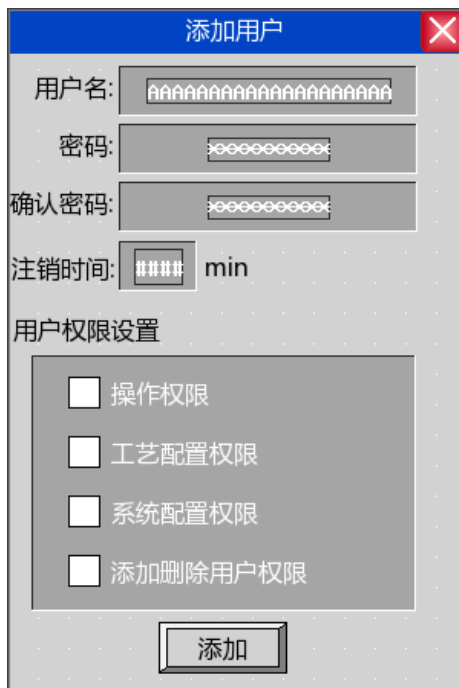 添加用户
用户名: AAAAAAAAAAAAAAAAAAAA
密码: ××××××××××
确认密码: ××××××××××
注销时间: #### min
用户权限设置
操作权限
工艺配置权限
系统配置权限
添加删除用户权限
添加